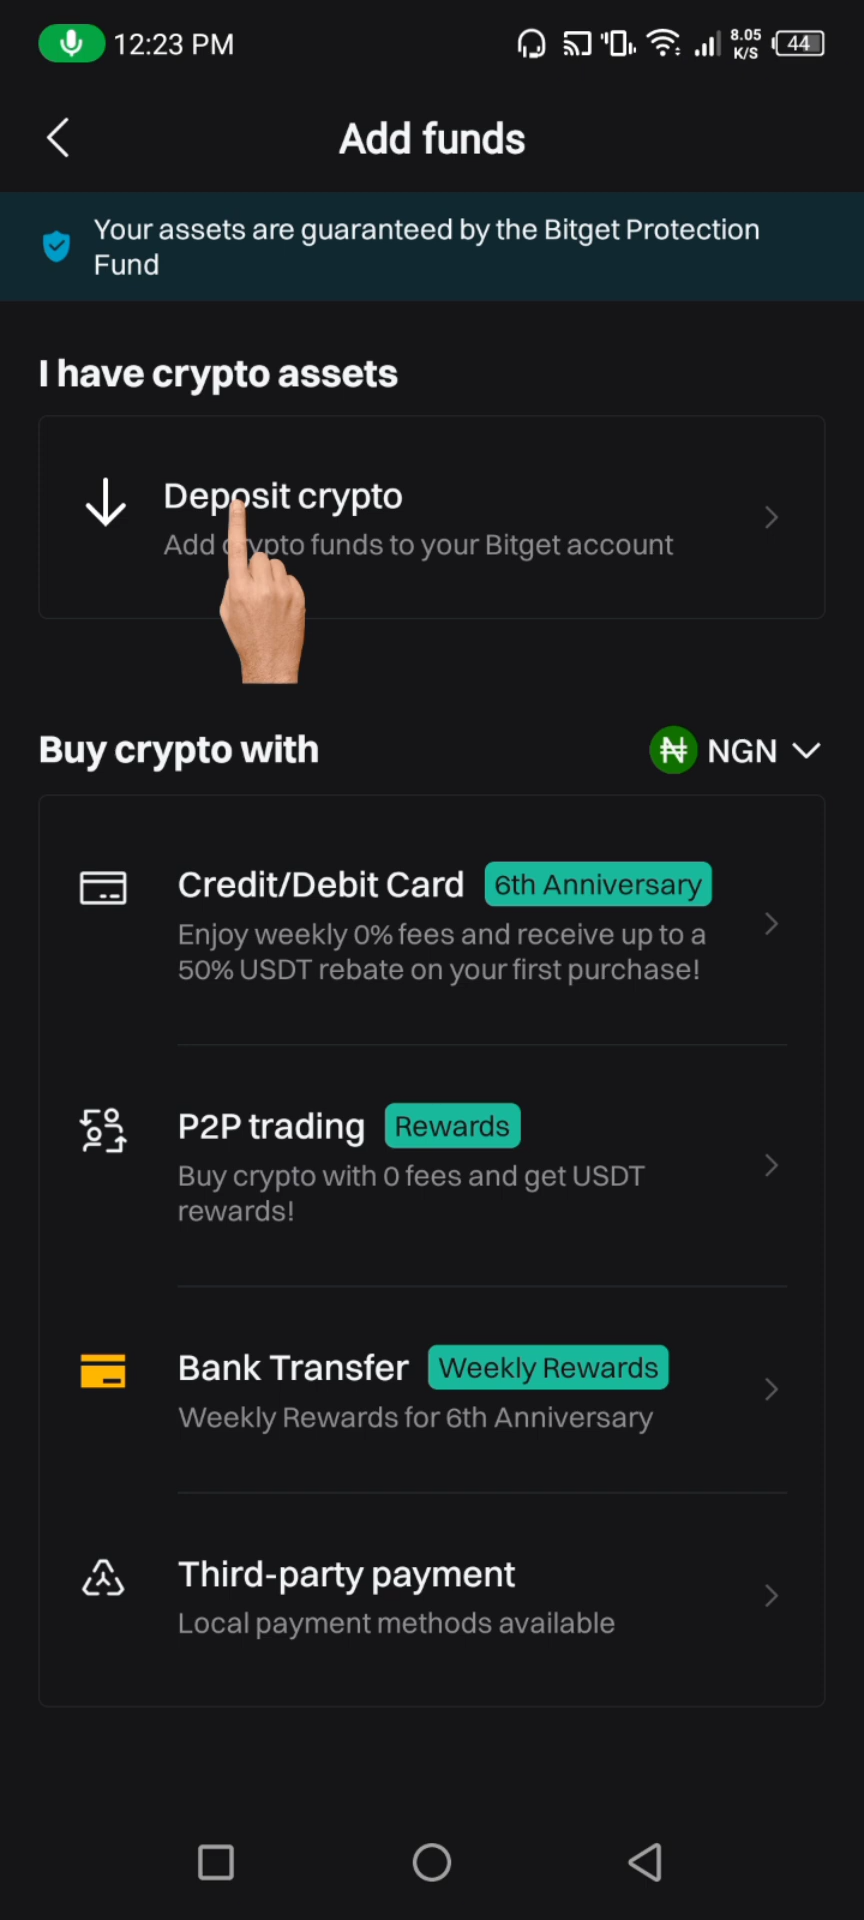 12:23 PM
8.05
K/S
44
Add funds
Your assets are guaranteed by the Bitget Protection
Fund
I have crypto assets
Deposit crypto
Add crypto funds to your Bitget account
Buy crypto with
₦ NGN
Credit/Debit Card 6th Anniversary
Enjoy weekly 0% fees and receive up to a
50% USDT rebate on your first purchase!
P2P trading Rewards
Buy crypto with 0 fees and get USDT
rewards!
Bank Transfer Weekly Rewards
Weekly Rewards for 6th Anniversary
Third-party payment
Local payment methods available